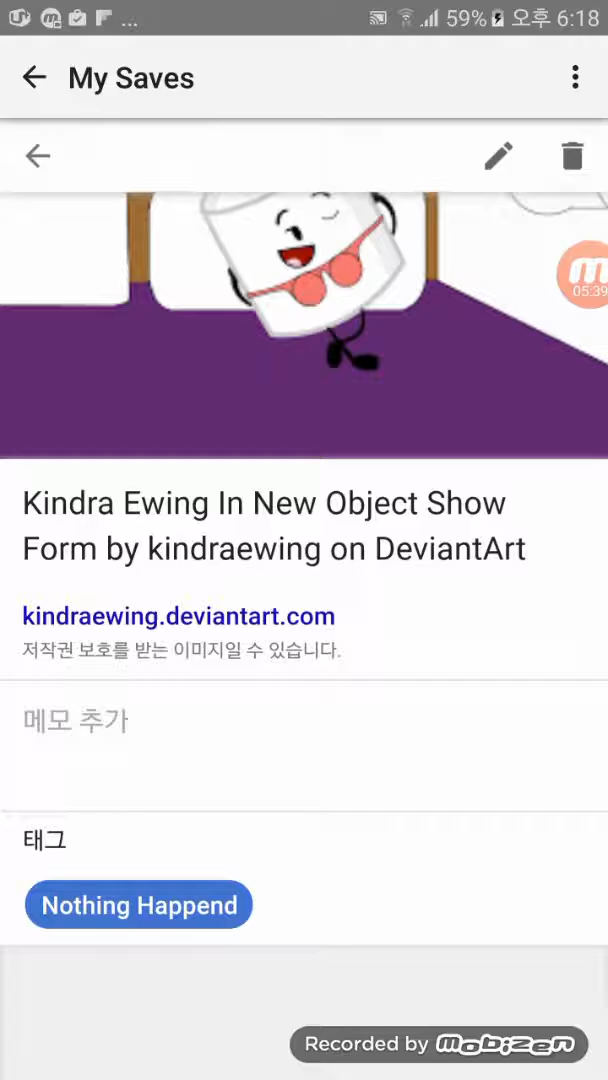 ... 59% 오후 6:18
My Saves
05:39
Kindra Ewing In New Object Show
Form by kindraewing on DeviantArt
kindraewing.deviantart.com
저작권 보호를 받는 이미지일 수 있습니다.
메모 추가
태그
Nothing Happend
Recorded by mobizen